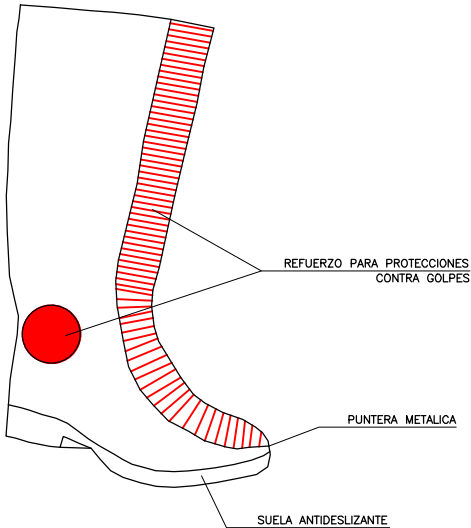 REFUERZO PARA PROTECCIONES
CONTRA GOLPES
PUNTERA METALICA
SUELA ANTIDESLIZANTE